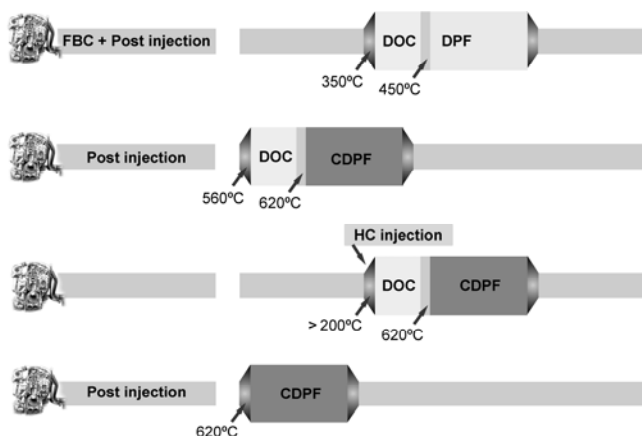 FBC + Post injection
DOC
DPF
350ºC
450ºC
Post injection
DOC
CDPF
560ºC
620ºC
HC injection
DOC
CDPF
> 200ºC
620ºC
Post injection
CDPF
620ºC